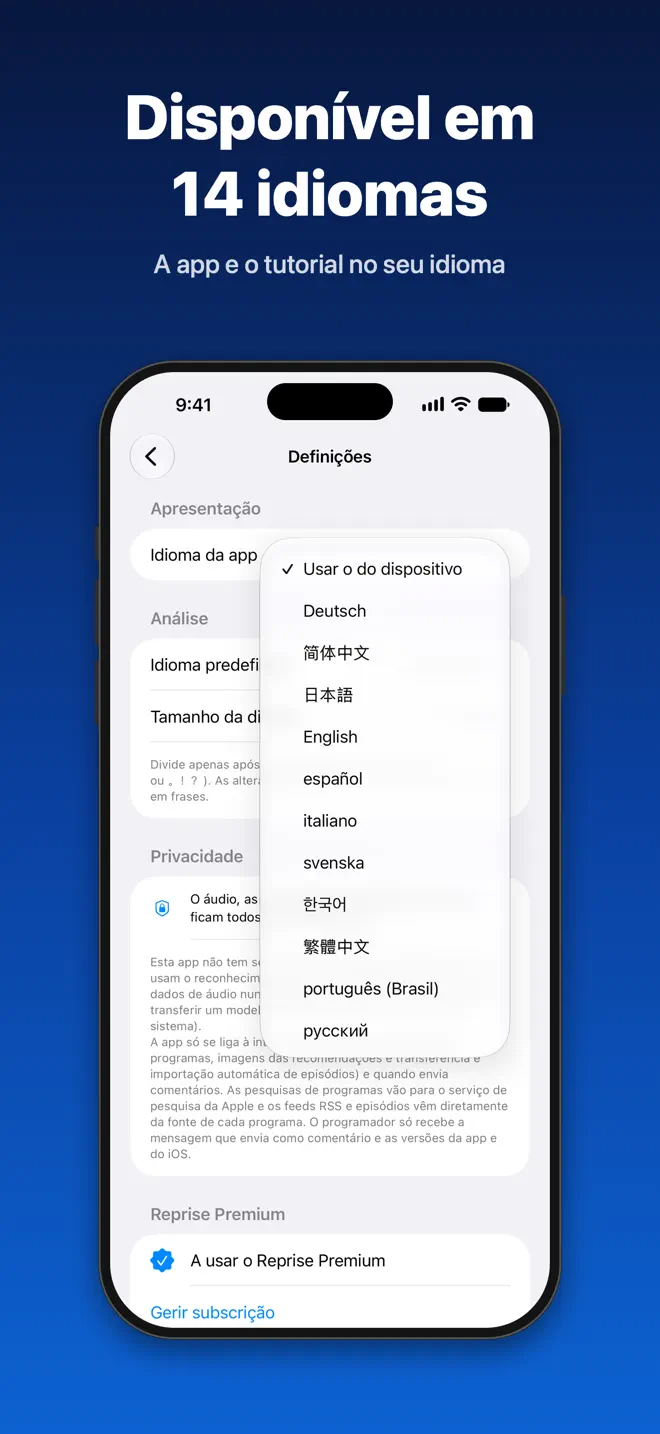 Disponível em
14 idiomas
A app e o tutorial no seu idioma
9:41
Definições
Apresentação
Idioma da app
Usar o do dispositivo
Deutsch
简体中文
日本語
English
español
italiano
svenska
한국어
繁體中文
português (Brasil)
русский
Análise
Idioma
Tamanho da
Divide apenas após
ou 。！？). As
em frases.
Privacidade
O áudio, as
ficam todos
Esta app não tem
usam o
dados de áudio
transferir um
sistema).
A app só se liga à
programas, imagens das recomendações e transferência e
importação automática de episódios) e quando envia
comentários. As pesquisas de programas vão para o serviço de
pesquisa da Apple e os feeds RSS e episódios vêm diretamente
da fonte de cada programa. O programador só recebe a
mensagem que envia como comentário e as versões da app e
do iOS.
Reprise Premium
A usar o Reprise Premium
Gerir subscrição